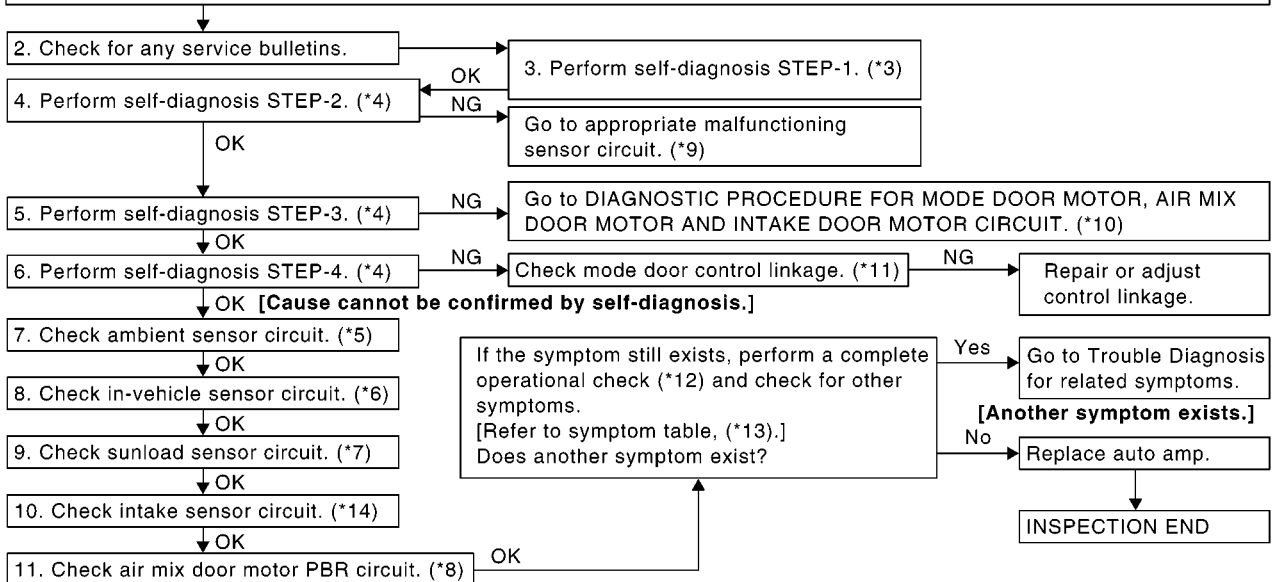 2. Check for any service bulletins.
3. Perform self-diagnosis STEP-1. (*3)
OK
4. Perform self-diagnosis STEP-2. (*4)
NG
Go to appropriate malfunctioning
sensor circuit. (*9)
OK
5. Perform self-diagnosis STEP-3. (*4)
NG
Go to DIAGNOSTIC PROCEDURE FOR MODE DOOR MOTOR, AIR MIX
DOOR MOTOR AND INTAKE DOOR MOTOR CIRCUIT. (*10)
OK
6. Perform self-diagnosis STEP-4. (*4)
NG
Check mode door control linkage. (*11)
NG
Repair or adjust
control linkage.
OK [Cause cannot be confirmed by self-diagnosis.]
7. Check ambient sensor circuit. (*5)
OK
8. Check in-vehicle sensor circuit. (*6)
OK
9. Check sunload sensor circuit. (*7)
OK
10. Check intake sensor circuit. (*14)
OK
11. Check air mix door motor PBR circuit. (*8)
OK
If the symptom still exists, perform a complete
operational check (*12) and check for other
symptoms.
[Refer to symptom table, (*13).]
Does another symptom exist?
Yes
Go to Trouble Diagnosis
for related symptoms.
[Another symptom exists.]
No
Replace auto amp.
INSPECTION END